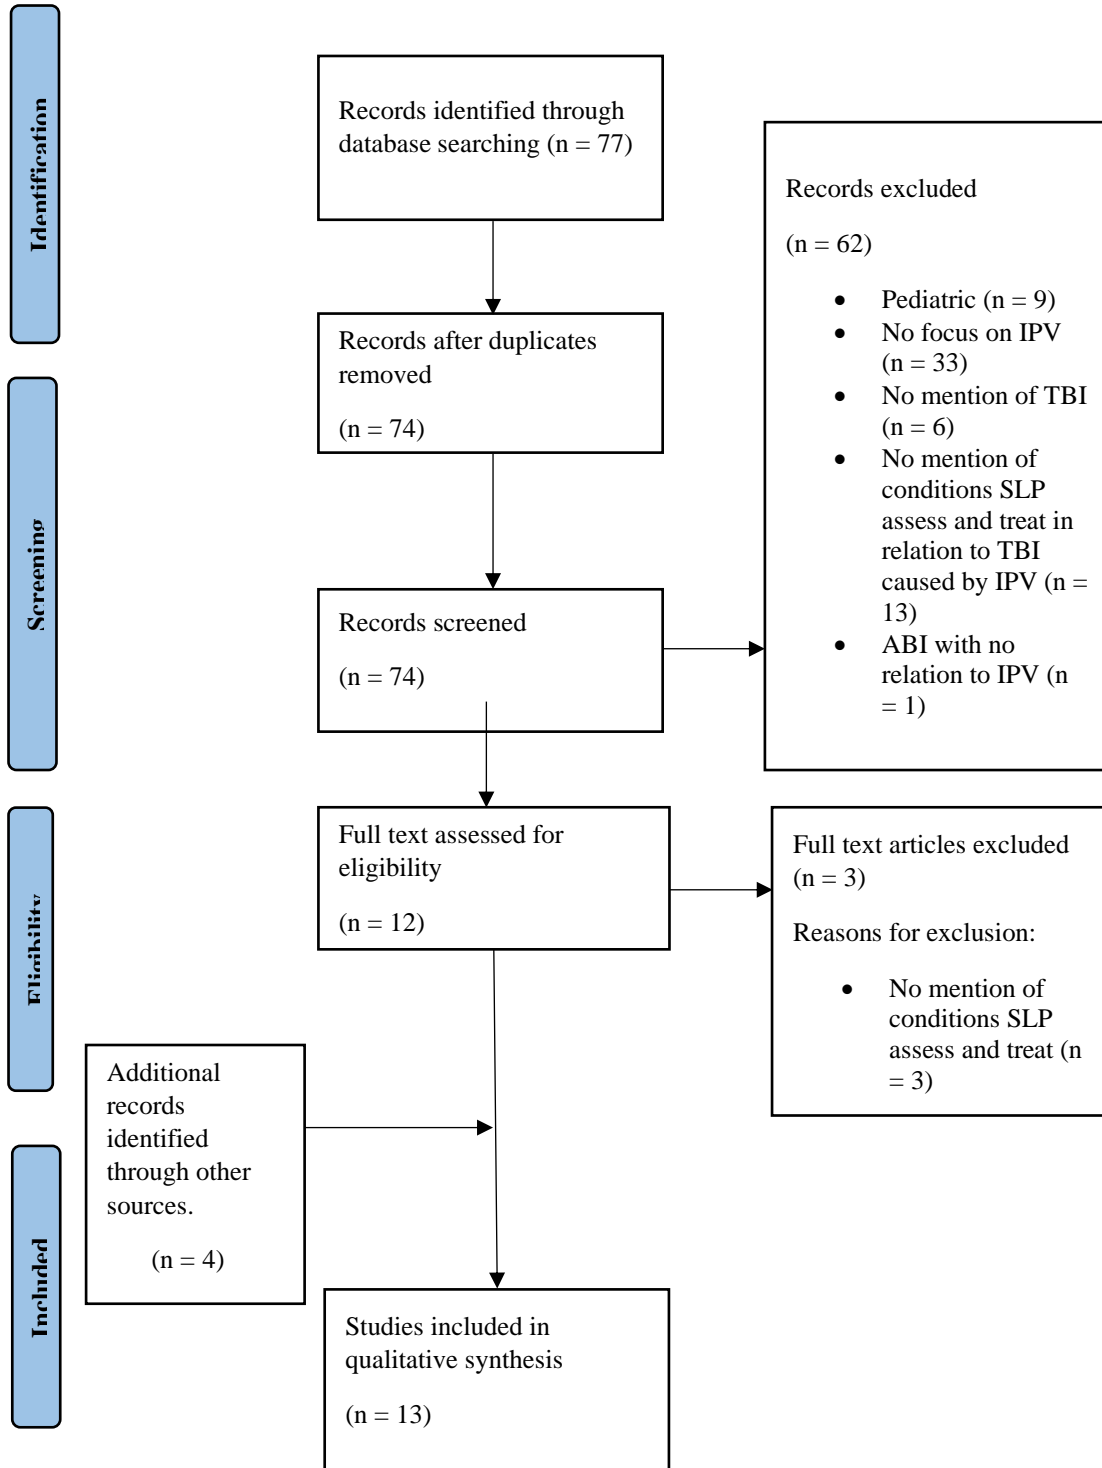 Identification
Records identified through
database searching (n = 77)
Records excluded
(n = 62)
• Pediatric (n = 9)
• No focus on IPV
(n = 33)
• No mention of TBI
(n = 6)
• No mention of
conditions SLP
assess and treat in
relation to TBI
caused by IPV (n =
13)
• ABI with no
relation to IPV (n
= 1)
Records after duplicates
removed
(n = 74)
Screening
Records screened
(n = 74)
Eligibility
Full text assessed for
eligibility
(n = 12)
Full text articles excluded
(n = 3)
Reasons for exclusion:
• No mention of
conditions SLP
assess and treat (n
= 3)
Additional
records
identified
through other
sources.
(n = 4)
Included
Studies included in
qualitative synthesis
(n = 13)